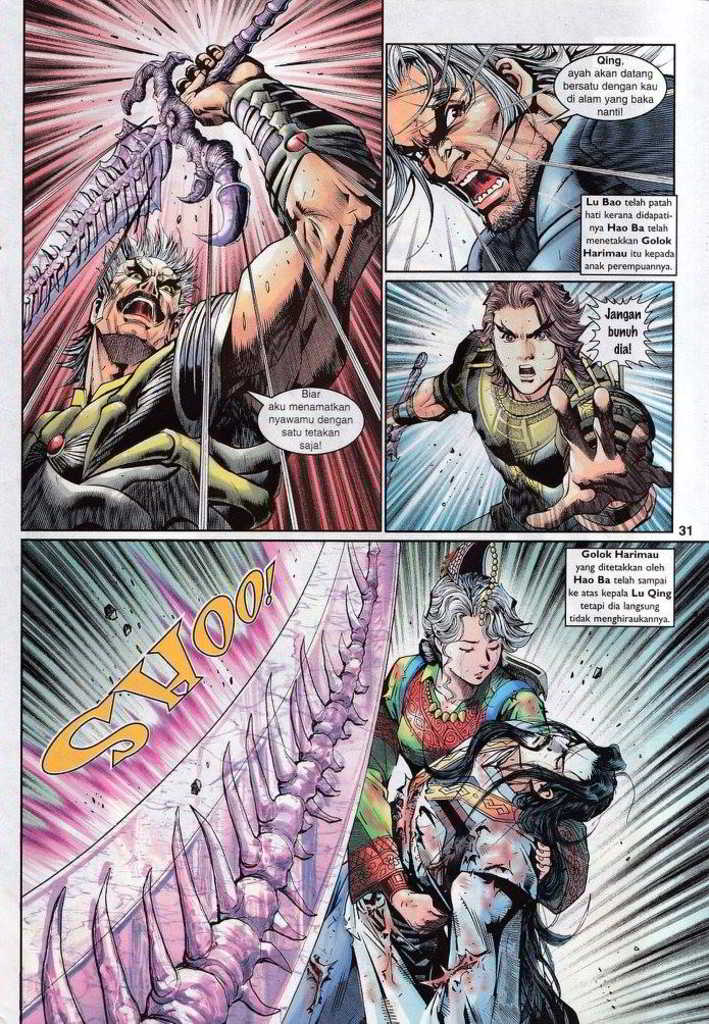 Biar
aku menamatkan
nyawamu dengan
satu tetakan
saja!
Qing,
ayah akan datang
bersatu dengan kau
di alam yang baka
nanti!
Lu Bao telah patah
hati kerana didapati-
nya Hao Ba telah
menetakkan Golok
Harimau itu kepada
anak perempuannya.
Jangan
bunuh
dia!
31
SHOO!
Golok Harimau
yang ditetakkan oleh
Hao Ba telah sampai
ke atas kepala Lu Qing
tetapi dia langsung
tidak menghiraukannya.